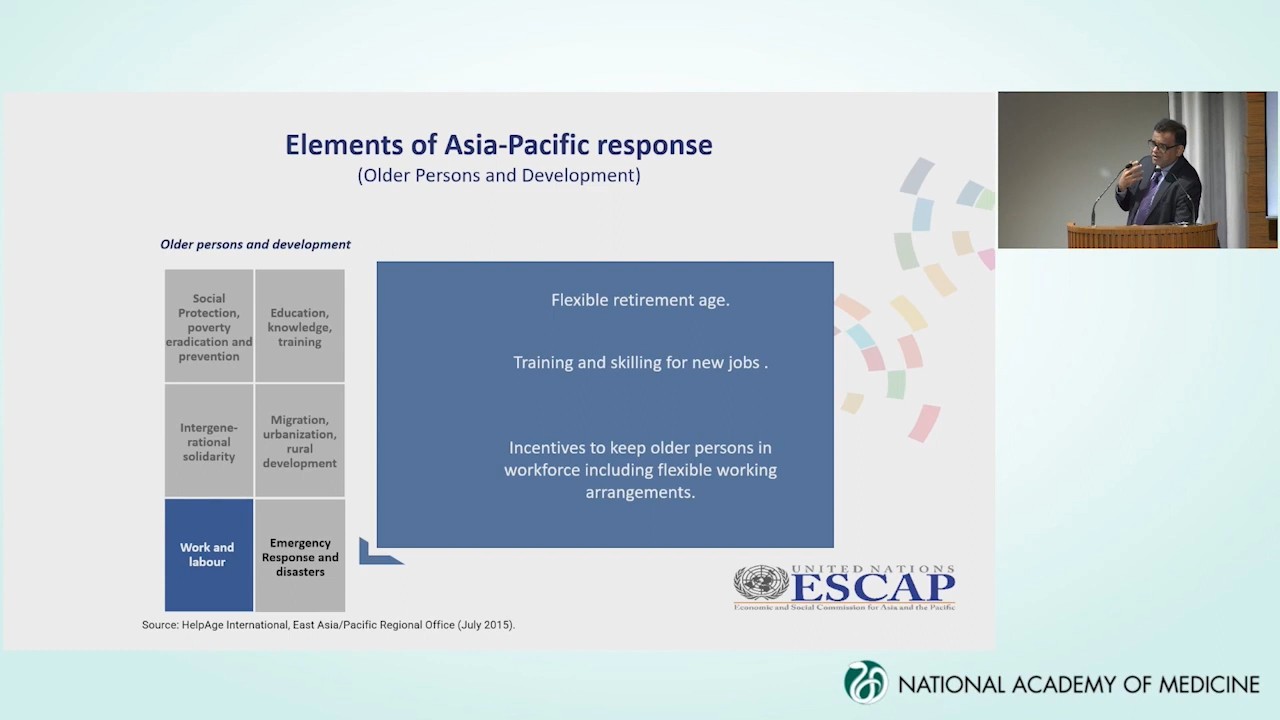 Elements of Asia-Pacific response
(Older Persons and Development)
Older persons and development
Social
Protection,
poverty
eradication and
prevention
Education,
knowledge,
training
Intergene-
rational
solidarity
Migration,
urbanization,
rural
development
Work and
labour
Emergency
Response and
disasters
Flexible retirement age.
Training and skilling for new jobs .
Incentives to keep older persons in
workforce including flexible working
arrangements.
UNITED NATIONS
ESCAP
Economic and Social Commission for Asia and the Pacific
Source: HelpAge International, East Asia/Pacific Regional Office (July 2015).
NATIONAL ACADEMY OF MEDICINE